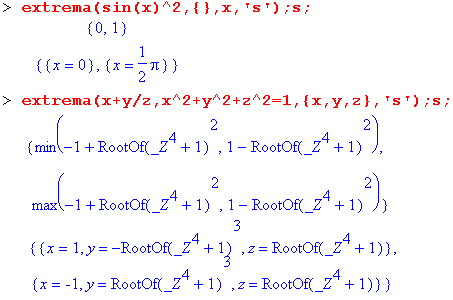 > extrema(sin(x)^2,{},x,'s');s;
{0, 1}
{{x = 0}, {x = 1/2 π}}
> extrema(x+y/z,x^2+y^2+z^2=1,{x,y,z},'s');s;
{min(-1 + RootOf(_Z^4 + 1)^2, 1 - RootOf(_Z^4 + 1)^2),
max(-1 + RootOf(_Z^4 + 1)^2, 1 - RootOf(_Z^4 + 1)^2)}
{{x = 1, y = -RootOf(_Z^4 + 1)^3, z = RootOf(_Z^4 + 1)},
{x = -1, y = RootOf(_Z^4 + 1)^3, z = RootOf(_Z^4 + 1)}}